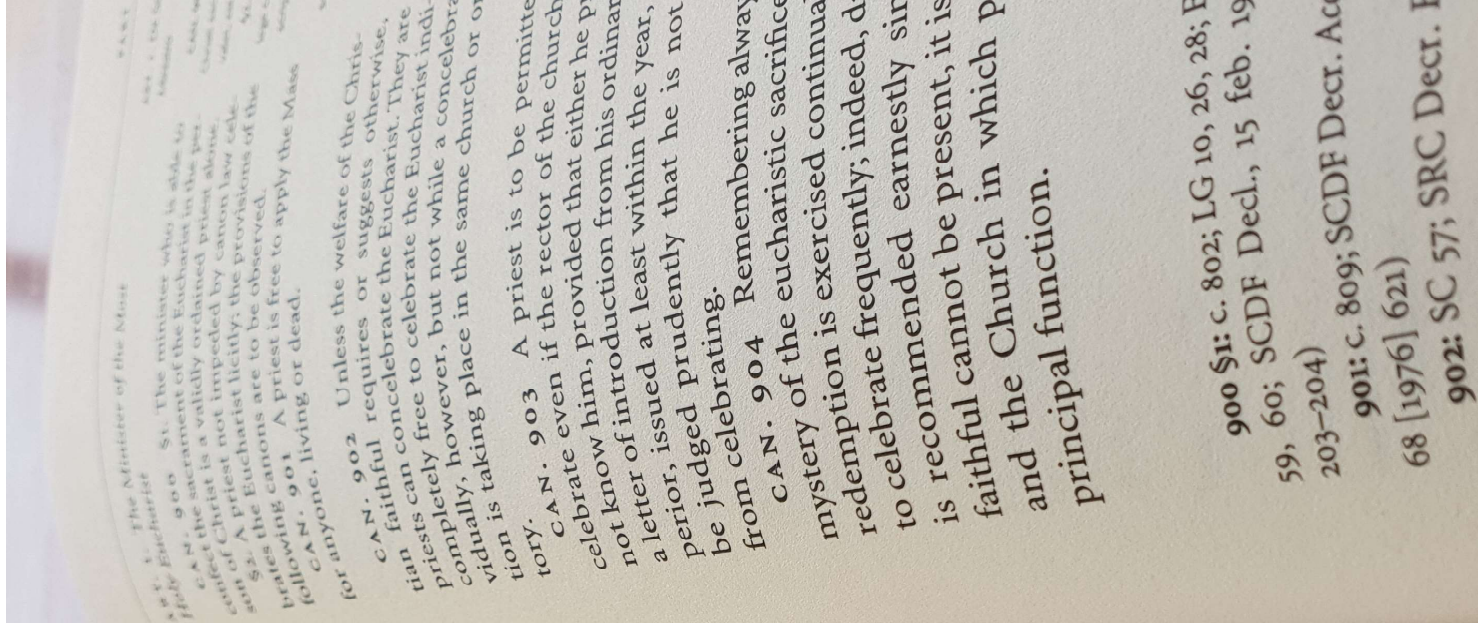 ART. 1. The Minister of the Most
Holy Eucharist
CAN. 900 §1. The minister who is able to
confect the sacrament of the Eucharist in the per-
son of Christ is a validly ordained priest alone.
§2. A priest not impeded by canon law cele-
brates the Eucharist licitly; the provisions of the
following canons are to be observed.
CAN. 901 A priest is free to apply the Mass
for anyone, living or dead.
CAN. 902 Unless the welfare of the Chris-
tian faithful requires or suggests otherwise,
priests can concelebrate the Eucharist. They are
completely free to celebrate the Eucharist indi-
vidually, however, but not while a concelebra
tion is taking place in the same church or or
tory.
CAN. 903 A priest is to be permitte
celebrate even if the rector of the church
not know him, provided that either he pr
a letter of introduction from his ordinar
perior, issued at least within the year,
be judged prudently that he is not
from celebrating.
CAN. 904 Remembering alway
mystery of the eucharistic sacrifice
redemption is exercised continua
to celebrate frequently; indeed, da
is recommended earnestly sin
faithful cannot be present, it is
and the Church in which p
principal function.
900 §1: c. 802; LG 10, 26, 28; E
59, 60; SCDF Decl., 15 feb. 19
203–204)
901: c. 809; SCDF Decr. Acc
68 [1976] 621)
902: SC 57; SRC Decr. E